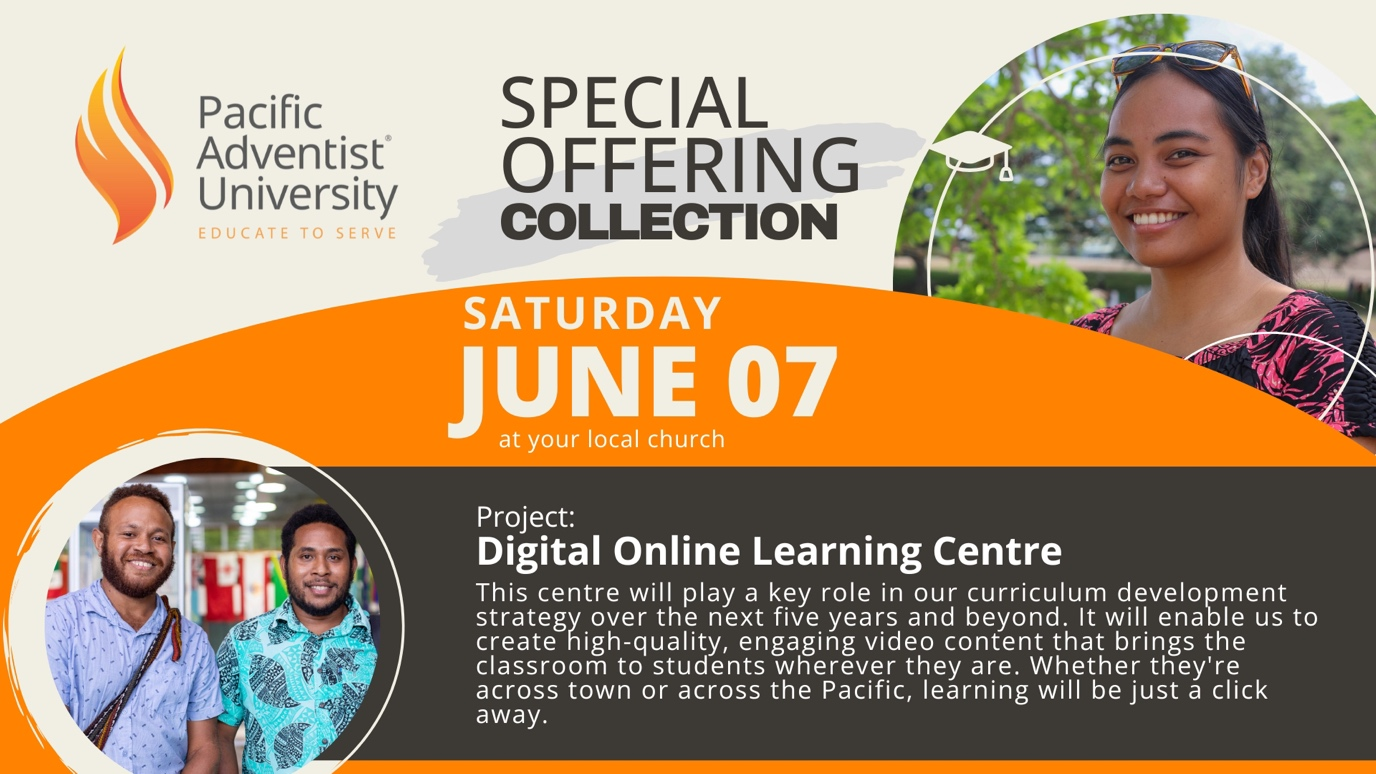 Pacific
Adventist®
University
EDUCATE TO SERVE
SPECIAL
OFFERING
COLLECTION
SATURDAY
JUNE 07
at your local church
Project:
Digital Online Learning Centre
This centre will play a key role in our curriculum development
strategy over the next five years and beyond. It will enable us to
create high-quality, engaging video content that brings the
classroom to students wherever they are. Whether they're
across town or across the Pacific, learning will be just a click
away.